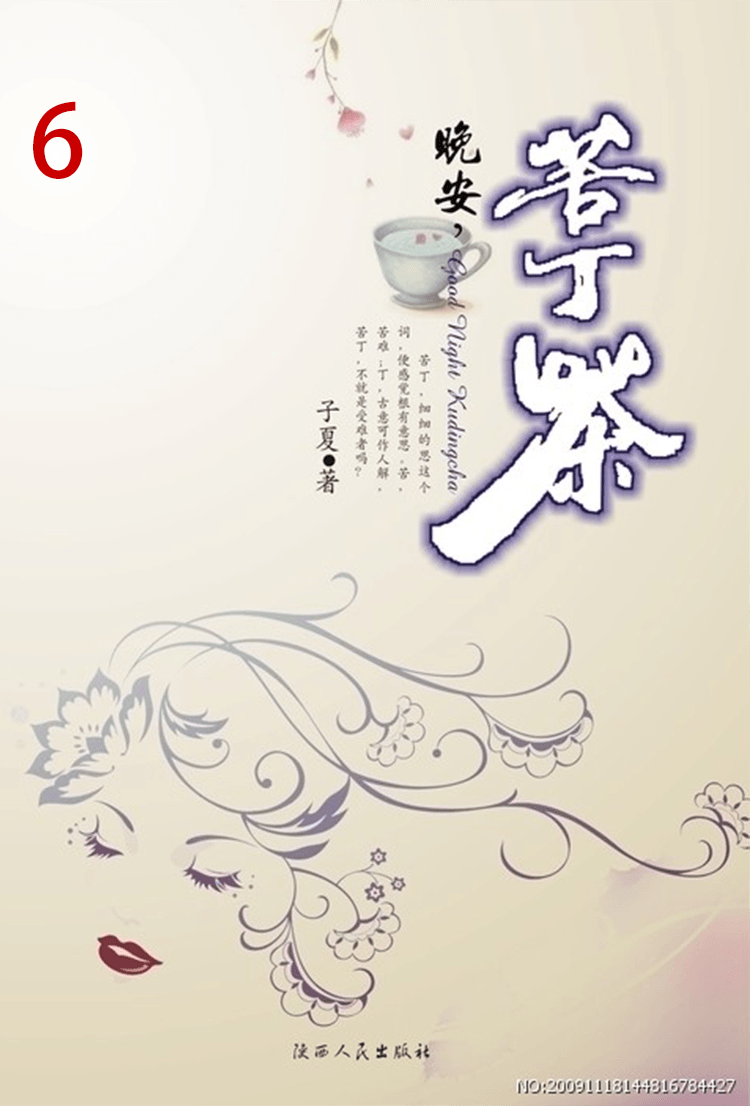 6
晚安，
苦丁茶
Good Night Kudingcha
苦丁，细细的思这个
词，便感觉根有意思。苦，
苦难；丁，古意可作人解，
苦丁，不就是受难者吗？
子夏●著
陕西人民出版社
NO:20091118144816784427